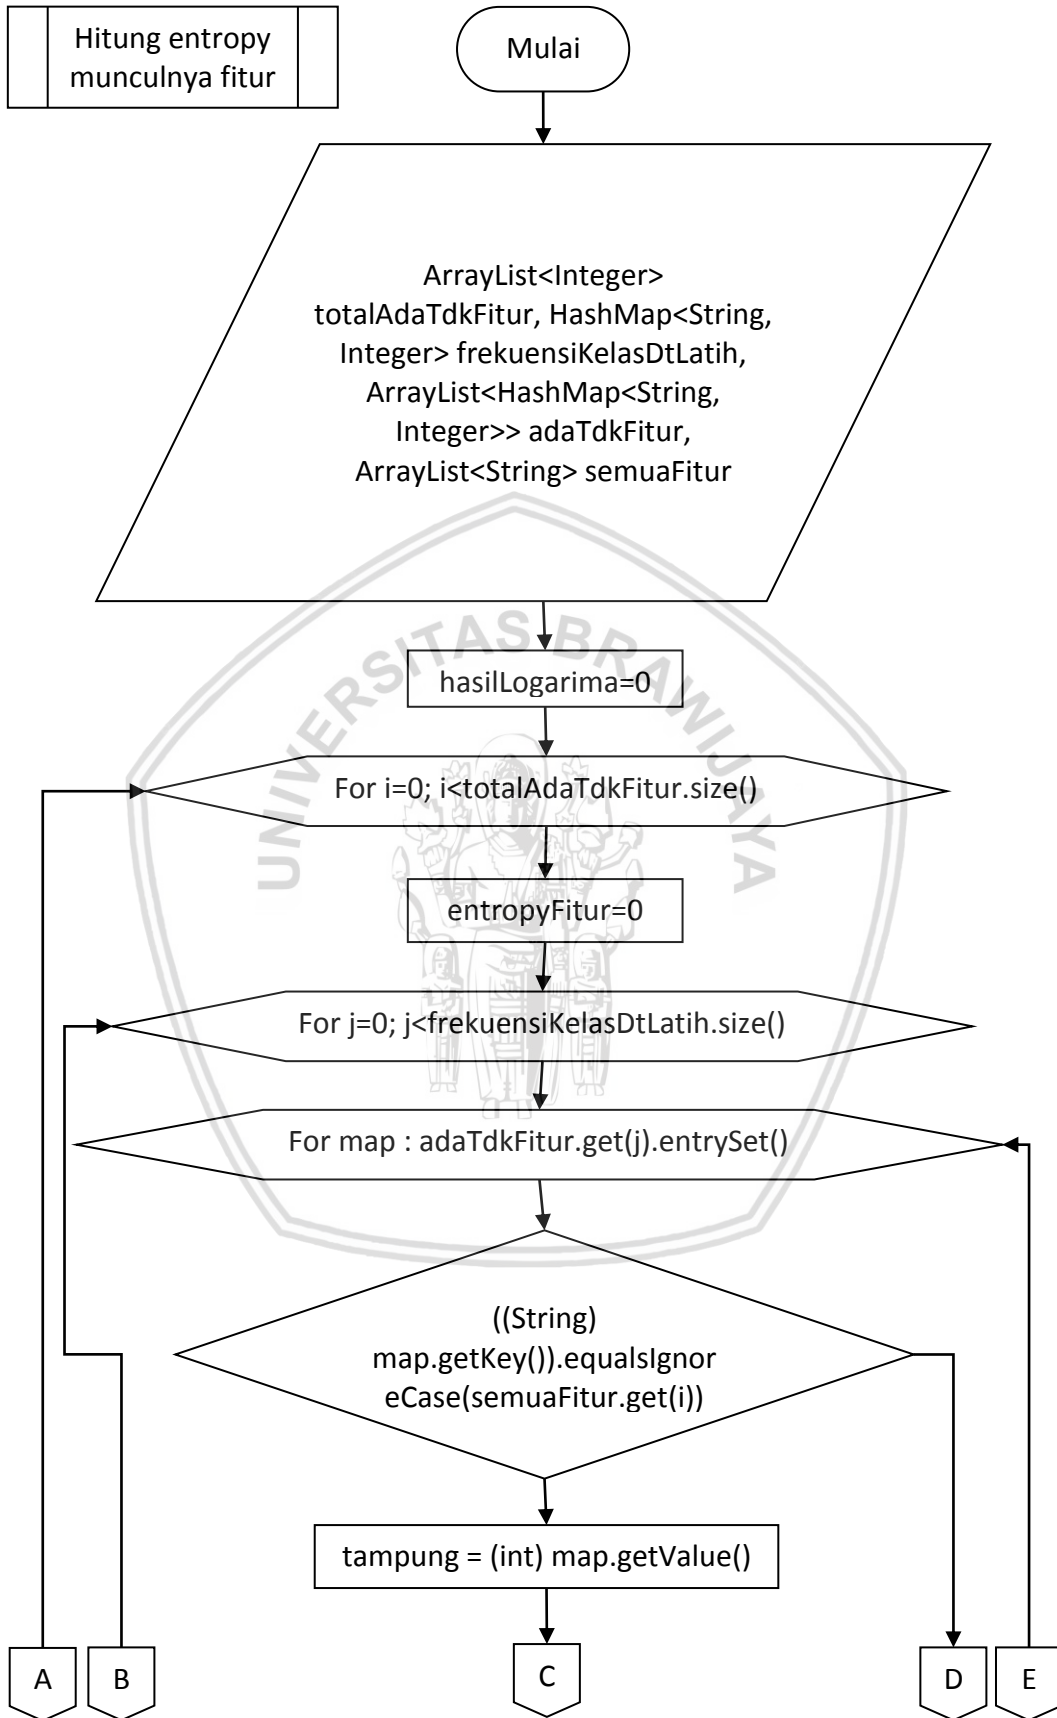 Hitung entropy
munculnya fitur
Mulai
ArrayList<Integer>
totalAdaTdkFitur, HashMap<String,
Integer> frekuensiKelasDtLatih,
ArrayList<HashMap<String,
Integer>> adaTdkFitur,
ArrayList<String> semuaFitur
UNIVERSITAS BRAWIJAYA
hasilLogarima=0
For i=0; i<totalAdaTdkFitur.size()
entropyFitur=0
For j=0; j<frekuensiKelasDtLatih.size()
For map : adaTdkFitur.get(j).entrySet()
((String)
map.getKey()).equalsIgnor
eCase(semuaFitur.get(i))
tampung = (int) map.getValue()
A
B
C
D
E